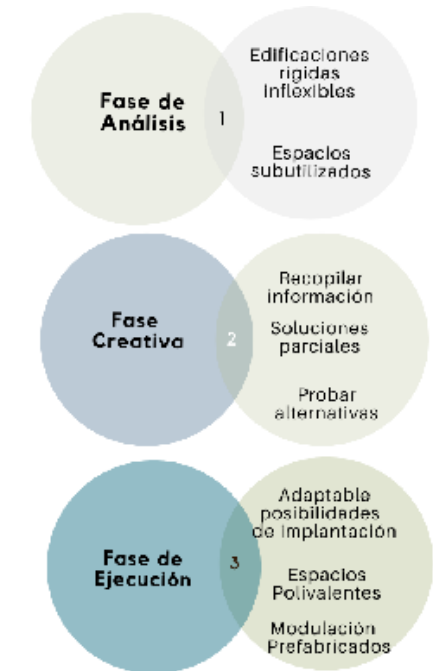 Fase de
Análisis
1
Edificaciones
rigidas
inflexibles
Espacios
subutilizados
Fase
Creativa
2
Recopilar
información
Soluciones
parciales
Probar
alternativas
Fase de
Ejecución
3
Adaptable
posibilidades
de Implantación
Espacios
Polivalentes
Modulación
Prefabricados